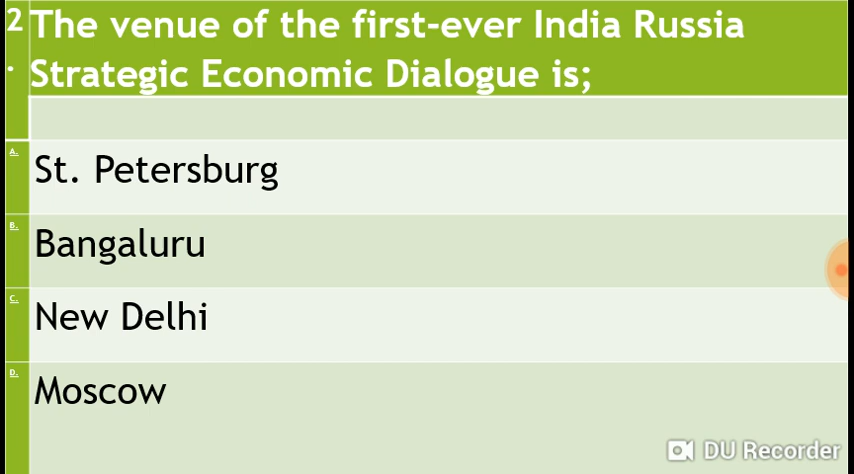 2 The venue of the first-ever India Russia
. Strategic Economic Dialogue is;
A. St. Petersburg
B. Bangaluru
C. New Delhi
D. Moscow
DU Recorder